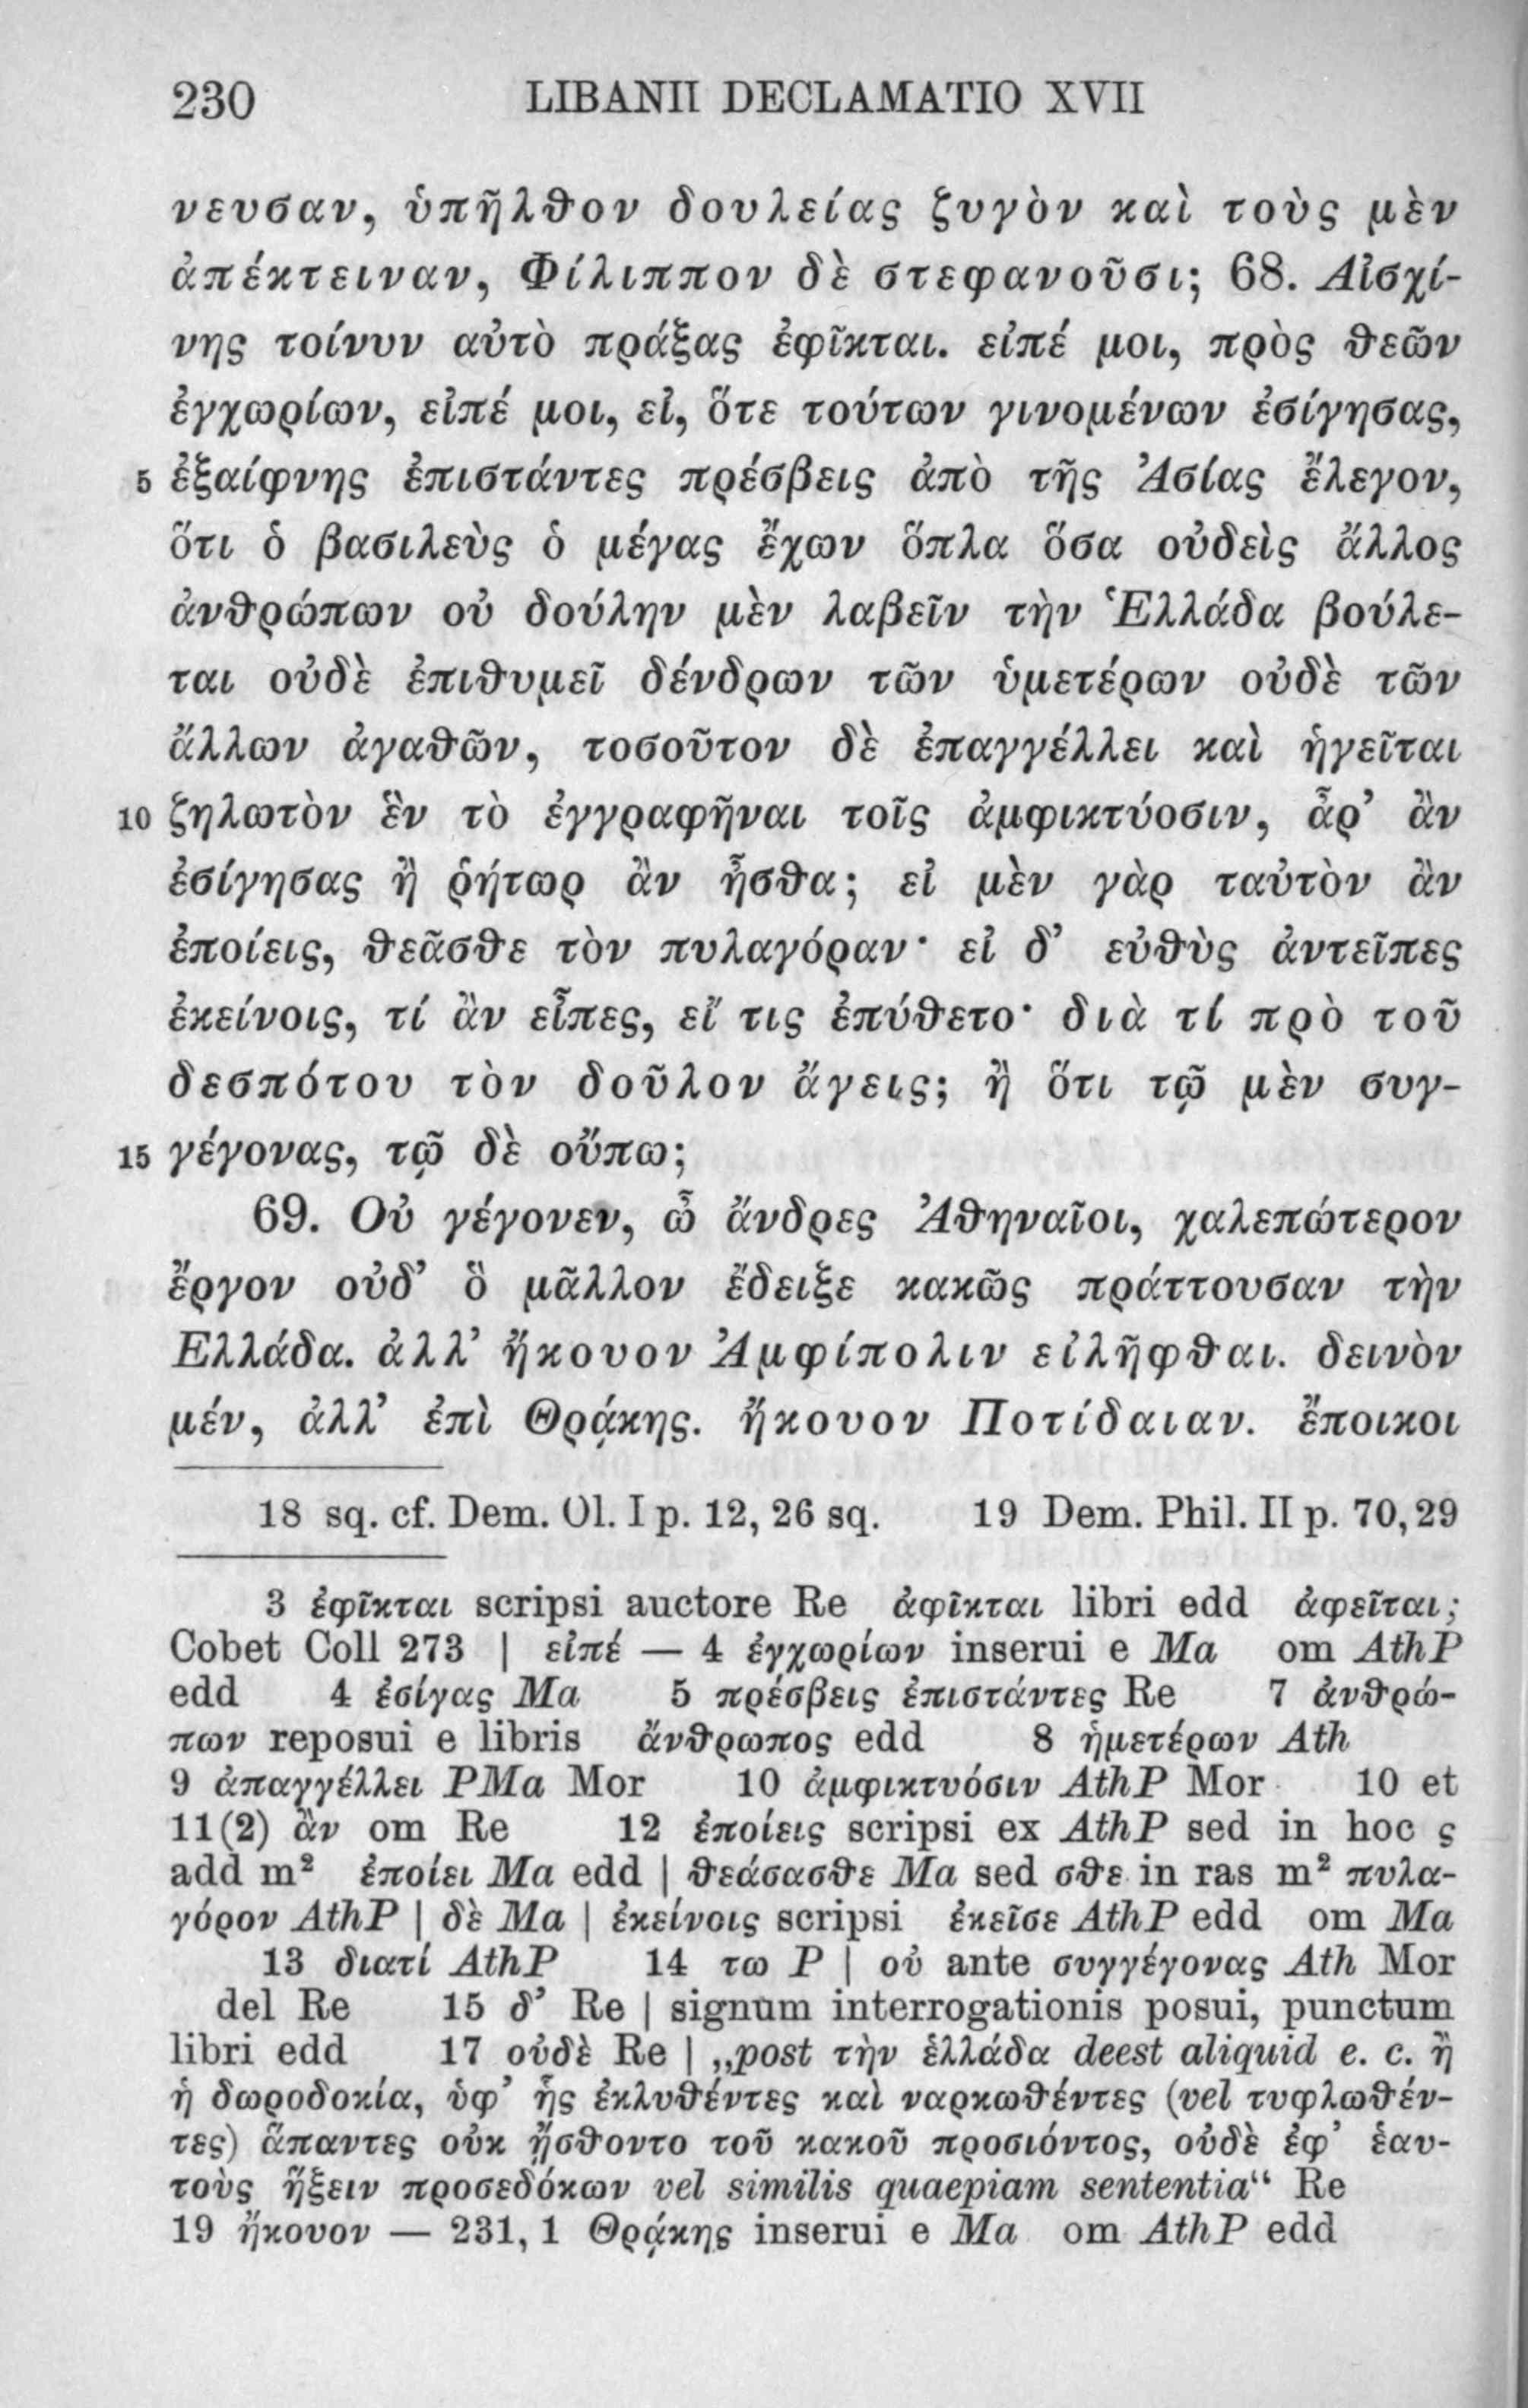 230 LIBANII DECLAMATIO XVII
νευσαν, ὑπῆλθον δουλείας ζυγὸν καὶ τοὺς μὲν
ἀπέκτειναν, Φίλιππον δὲ στεφανοῦσι; 68. Αἰσχί-
νης τοίνυν αὐτὸ πράξας ἐφῖκται. εἰπέ μοι, πρὸς θεῶν
ἐγχωρίων, εἰπέ μοι, εἰ, ὅτε τούτων γινομένων ἐσίγησας,
5 ἐξαίφνης ἐπιστάντες πρέσβεις ἀπὸ τῆς Ἀσίας ἔλεγον,
ὅτι ὁ βασιλεὺς ὁ μέγας ἔχων ὅπλα ὅσα οὐδεὶς ἄλλος
ἀνθρώπων οὐ δούλην μὲν λαβεῖν τὴν Ἑλλάδα βούλε-
ται οὐδὲ ἐπιθυμεῖ δένδρων τῶν ὑμετέρων οὐδὲ τῶν
ἄλλων ἀγαθῶν, τοσοῦτον δὲ ἐπαγγέλλει καὶ ἡγεῖται
10 ζηλωτὸν ἓν τὸ ἐγγραφῆναι τοῖς ἀμφικτύοσιν, ἆρ’ ἂν
ἐσίγησας ἢ ῥήτωρ ἂν ἦσθα; εἰ μὲν γὰρ ταὐτὸν ἂν
ἐποίεις, θεᾶσθε τὸν πυλαγόραν· εἰ δ’ εὐθὺς ἀντεῖπες
ἐκείνοις, τί ἂν εἶπες, εἴ τις ἐπύθετο· διὰ τί πρὸ τοῦ
δεσπότου τὸν δοῦλον ἄγεις; ἢ ὅτι τῷ μὲν συγ-
15 γέγονας, τῷ δὲ οὔπω;
69. Οὐ γέγονεν, ὦ ἄνδρες Ἀθηναῖοι, χαλεπώτερον
ἔργον οὐδ’ ὃ μᾶλλον ἔδειξε κακῶς πράττουσαν τὴν
Ελλάδα. ἀλλ’ ἤκουον Ἀμφίπολιν εἰλῆφθαι. δεινὸν
μέν, ἀλλ’ ἐπὶ Θρᾴκης. ἤκουον Ποτίδαιαν. ἔποικοι
18 sq. cf. Dem. Ol. I p. 12, 26 sq. 19 Dem. Phil. II p. 70, 29
3 ἐφῖκται scripsi auctore Re ἀφῖκται libri edd ἀφεῖται;
Cobet Coll 273 | εἰπέ — 4 ἐγχωρίων inserui e Ma om AthP
edd 4 ἐσίγας Ma 5 πρέσβεις ἐπιστάντες Re 7 ἀνθρώ-
πων reposui e libris ἄνθρωπος edd 8 ἡμετέρων Ath
9 ἀπαγγέλλει PMa Mor 10 ἀμφικτυόσιν AthP Mor 10 et
11(2) ἂν om Re 12 ἐποίεις scripsi ex AthP sed in hoc ς
add m² ἐποίει Ma edd | θεάσασθε Ma sed σθε in ras m² πυλα-
γόρον AthP | δὲ Ma | ἐκείνοις scripsi ἐκεῖσε AthP edd om Ma
13 διατί AthP 14 τω P | οὐ ante συγγέγονας Ath Mor
del Re 15 δ’ Re | signum interrogationis posui, punctum
libri edd 17 οὐδὲ Re | „post τὴν ἑλλάδα deest aliquid e. c. ἢ
ἡ δωροδοκία, ὑφ’ ἧς ἐκλυθέντες καὶ ναρκωθέντες (vel τυφλωθέν-
τες) ἅπαντες οὐκ ᾔσθοντο τοῦ κακοῦ προσιόντος, οὐδὲ ἐφ’ ἑαυ-
τοὺς ἥξειν προσεδόκων vel similis quaepiam sententia“ Re
19 ἤκουον — 231, 1 Θρᾴκης inserui e Ma om AthP edd